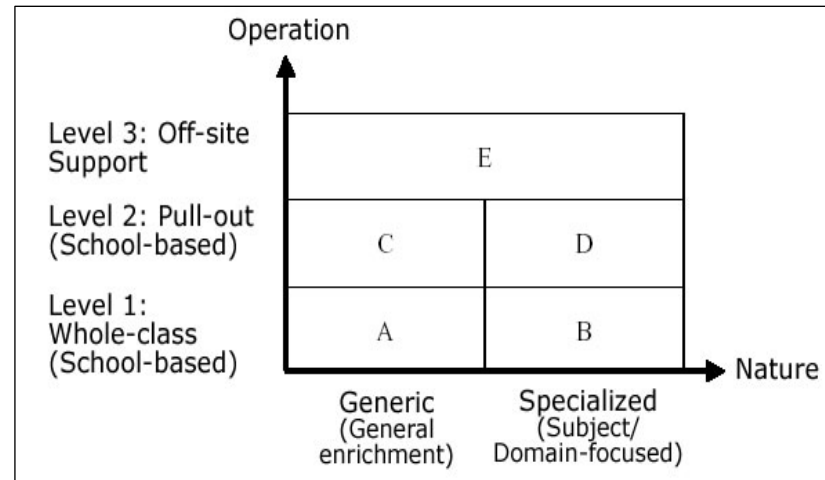 Operation
Level 3: Off-site
Support
E
Level 2: Pull-out
(School-based)
C
D
Level 1:
Whole-class
(School-based)
A
B
Nature
Generic
(General
enrichment)
Specialized
(Subject/
Domain-focused)